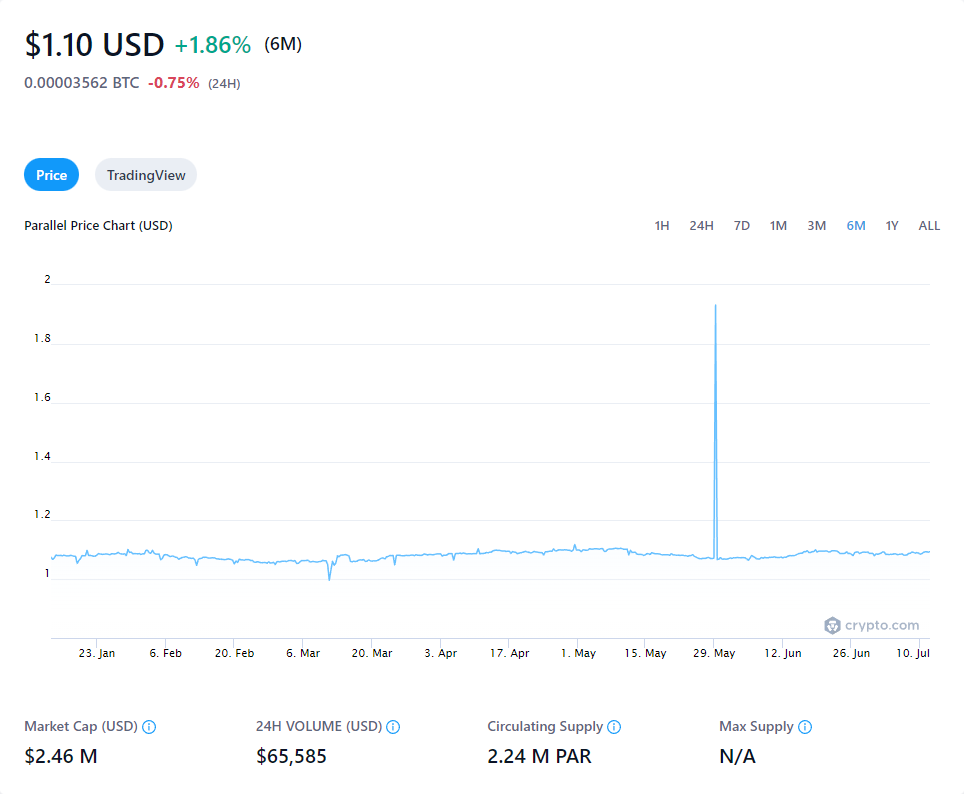 $1.10 USD +1.86% (6M)
0.00003562 BTC -0.75% (24H)
Price TradingView
Parallel Price Chart (USD) 1H 24H 7D 1M 3M 6M 1Y ALL
2
1.8
1.6
1.4
1.2
1
crypto.com
23. Jan 6. Feb 20. Feb 6. Mar 20. Mar 3. Apr 17. Apr 1. May 15. May 29. May 12. Jun 26. Jun 10. Jul
Market Cap (USD) 24H VOLUME (USD) Circulating Supply Max Supply
$2.46 M $65,585 2.24 M PAR N/A